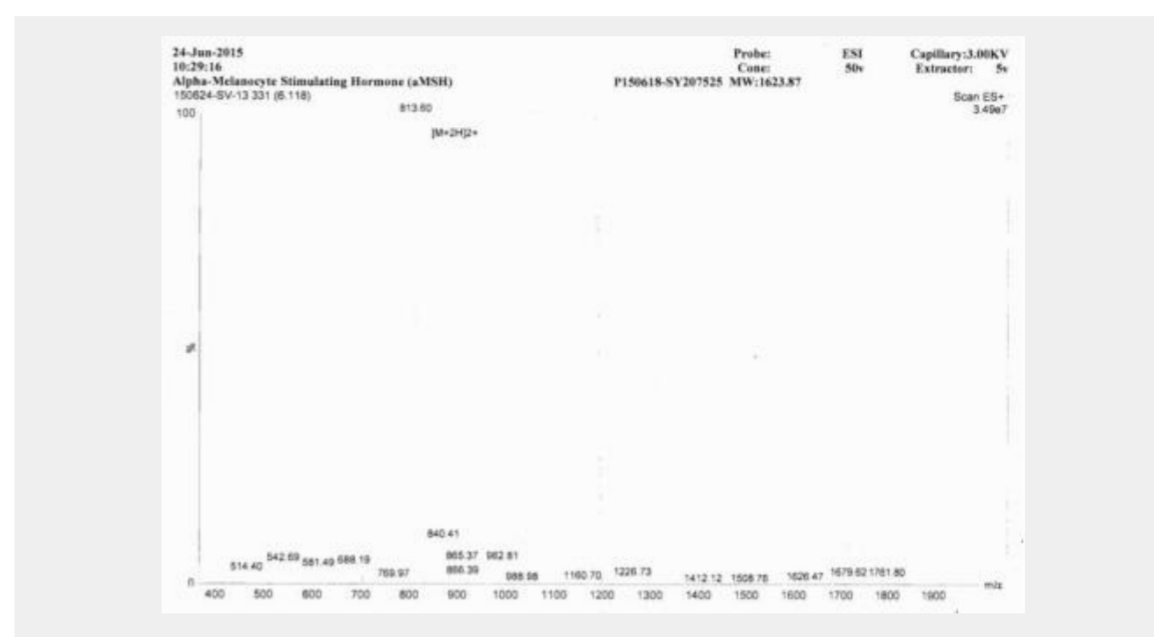 24-Jun-2015 Probe: ESI Capillary:3.00KV
10:29:16 Cone: 50v Extractor: 5v
Alpha-Melanocyte Stimulating Hormone (aMSH) P150618-SY207525 MW:1623.87
150624-SV-13 331 (6.118) Scan ES+
100 813.60 3.49e7
]M+2H]2+
%
840.41
542.69 865.37 962.81
514.40 581.49 688.19
769.97 866.39 988.98 1160.70 1226.73 1412.12 1508.76 1626.47 1679.62 1761.80
0 m/z
400 500 600 700 800 900 1000 1100 1200 1300 1400 1500 1600 1700 1800 1900